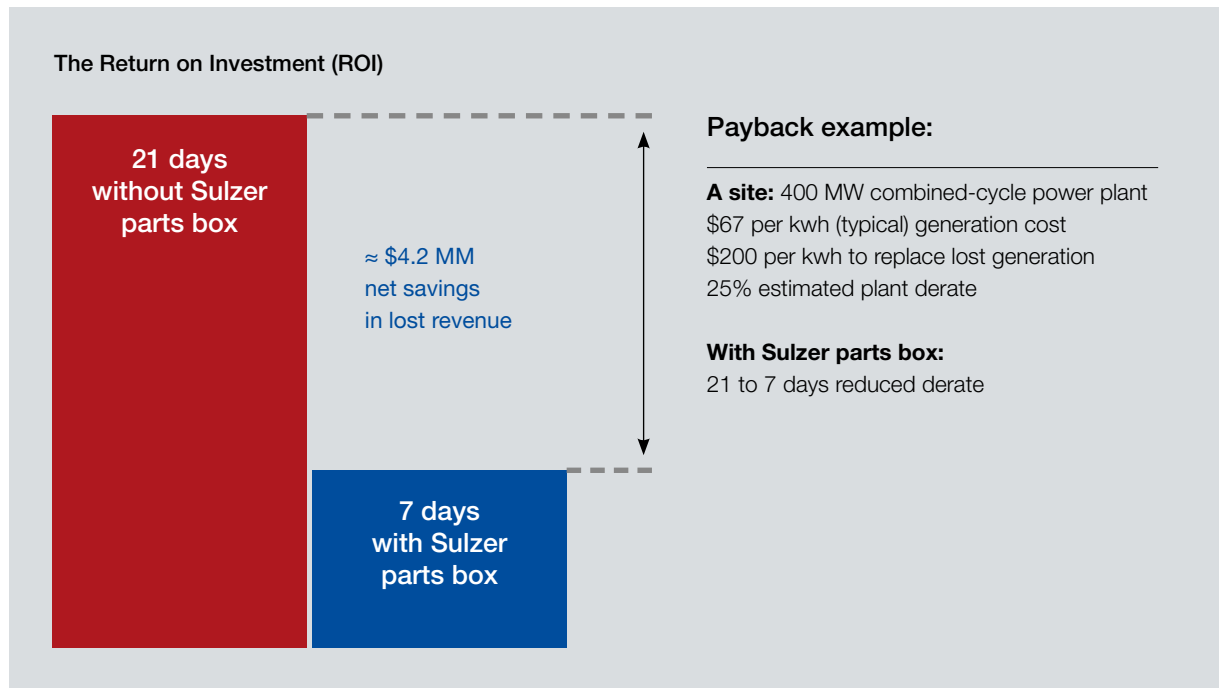 The Return on Investment (ROI)
21 days
without Sulzer
parts box
≈ $4.2 MM
net savings
in lost revenue
7 days
with Sulzer
parts box
Payback example:
A site: 400 MW combined-cycle power plant
$67 per kwh (typical) generation cost
$200 per kwh to replace lost generation
25% estimated plant derate
With Sulzer parts box:
21 to 7 days reduced derate